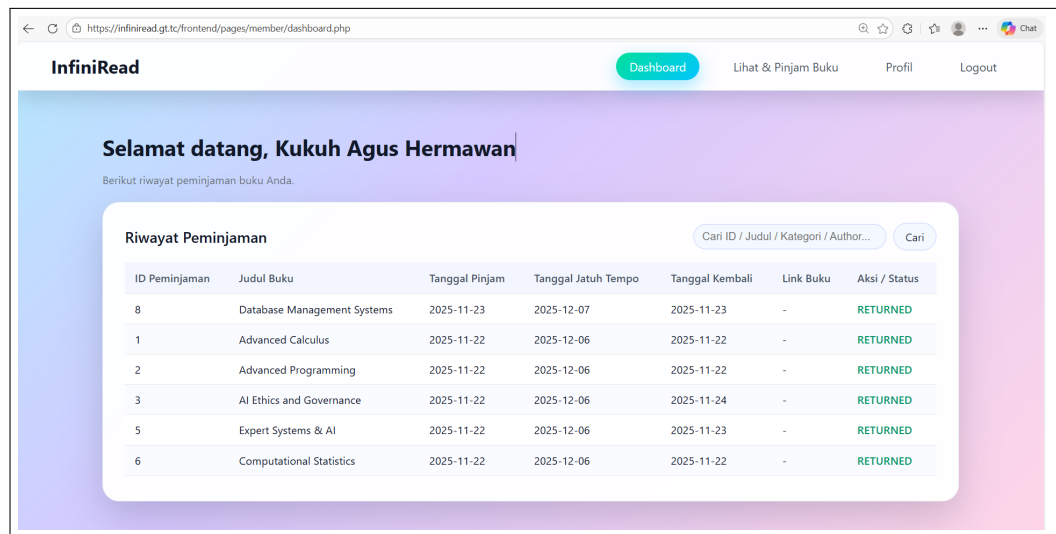 https://infiniread.gt.tc/frontend/pages/member/dashboard.php Chat
InfiniRead Dashboard Lihat & Pinjam Buku Profil Logout
Selamat datang, Kukuh Agus Hermawan
Berikut riwayat peminjaman buku Anda.
Riwayat Peminjaman Cari ID / Judul / Kategori / Author... Cari
ID Peminjaman Judul Buku Tanggal Pinjam Tanggal Jatuh Tempo Tanggal Kembali Link Buku Aksi / Status
8 Database Management Systems 2025-11-23 2025-12-07 2025-11-23 - RETURNED
1 Advanced Calculus 2025-11-22 2025-12-06 2025-11-22 - RETURNED
2 Advanced Programming 2025-11-22 2025-12-06 2025-11-22 - RETURNED
3 AI Ethics and Governance 2025-11-22 2025-12-06 2025-11-24 - RETURNED
5 Expert Systems & AI 2025-11-22 2025-12-06 2025-11-23 - RETURNED
6 Computational Statistics 2025-11-22 2025-12-06 2025-11-22 - RETURNED